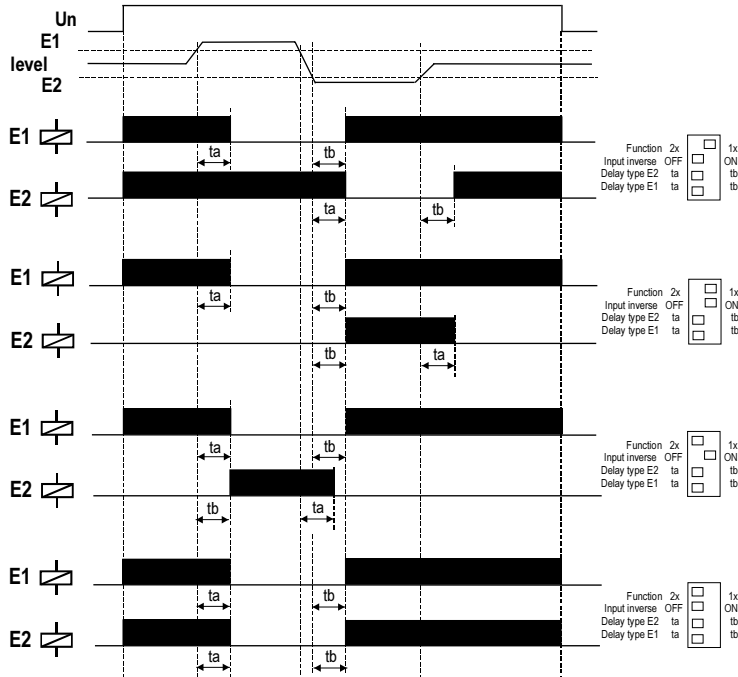 Un
E1
level
E2
E1
ta
tb
Function 2x 1x
Input inverse OFF ON
Delay type E2 ta tb
Delay type E1 ta tb
E2
ta
tb
E1
ta
tb
Function 2x 1x
Input inverse OFF ON
Delay type E2 ta tb
Delay type E1 ta tb
E2
tb
ta
E1
ta
tb
Function 2x 1x
Input inverse OFF ON
Delay type E2 ta tb
Delay type E1 ta tb
E2
tb
ta
E1
ta
tb
Function 2x 1x
Input inverse OFF ON
Delay type E2 ta tb
Delay type E1 ta tb
E2
ta
tb